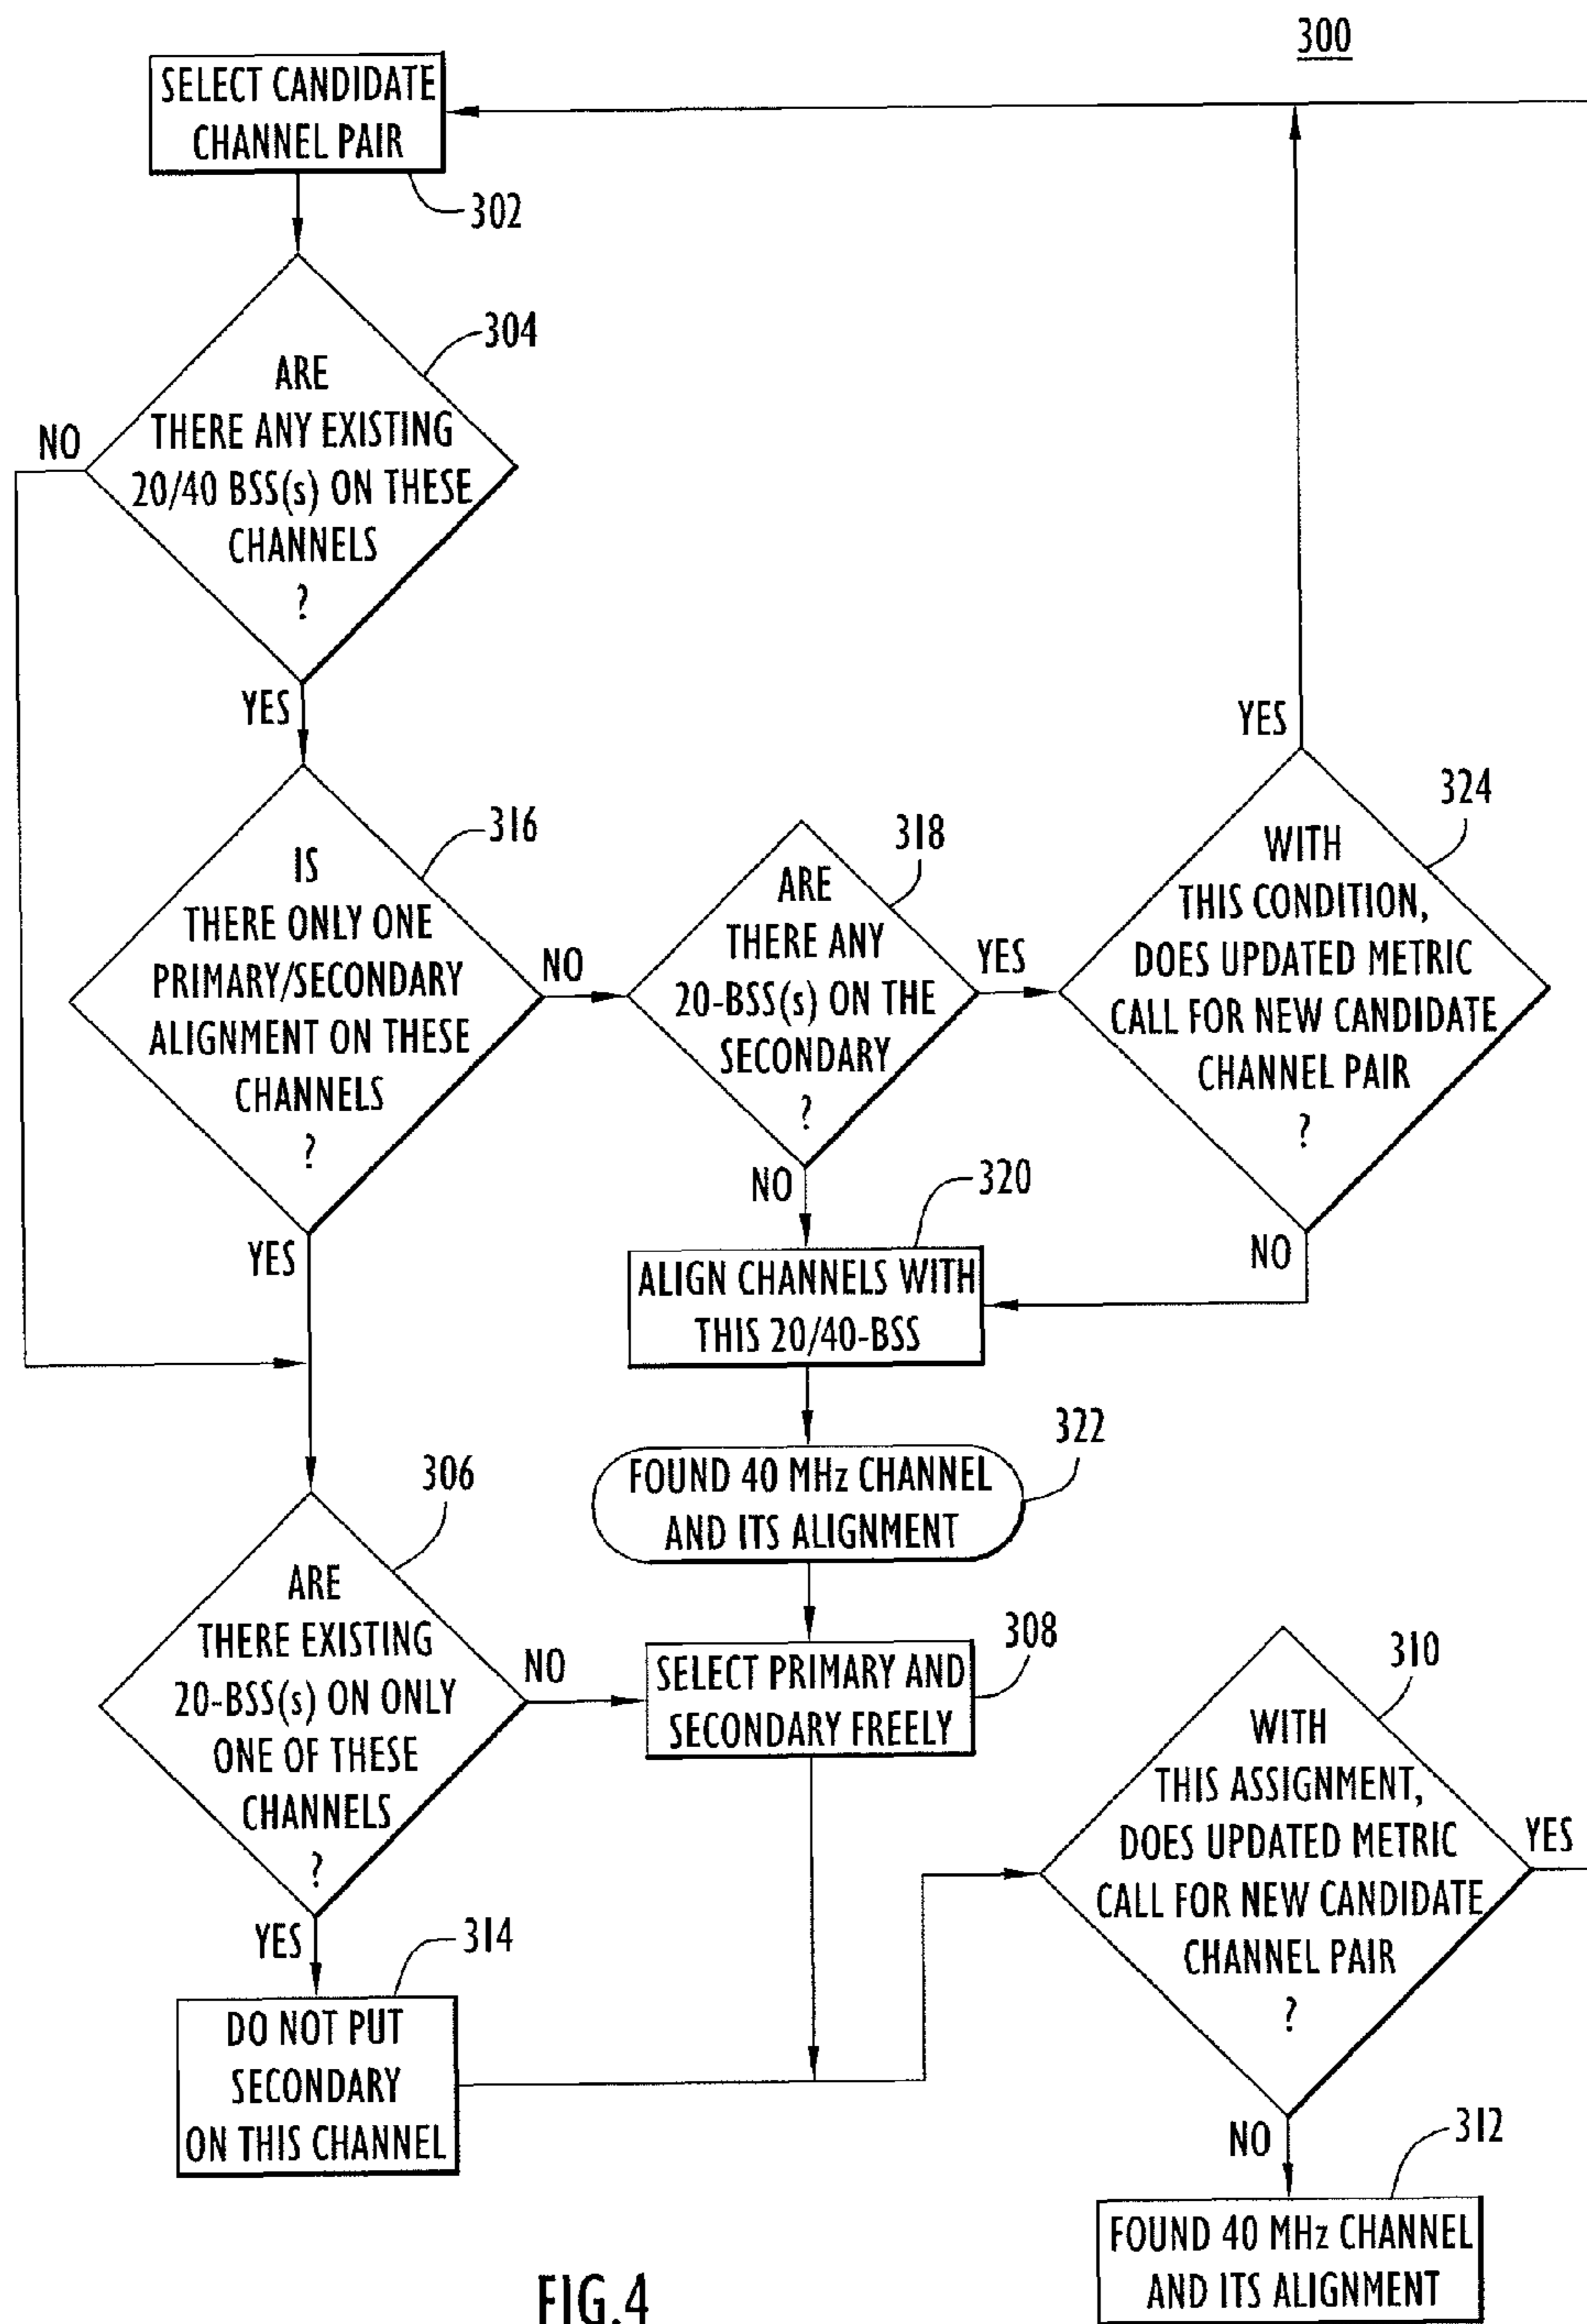 300
SELECT CANDIDATE
CHANNEL PAIR
302
304
ARE
THERE ANY EXISTING
20/40 BSS(s) ON THESE
CHANNELS
?
NO
YES
316
IS
THERE ONLY ONE
PRIMARY/SECONDARY
ALIGNMENT ON THESE
CHANNELS
?
NO
YES
318
ARE
THERE ANY
20-BSS(s) ON THE
SECONDARY
?
YES
NO
324
WITH
THIS CONDITION,
DOES UPDATED METRIC
CALL FOR NEW CANDIDATE
CHANNEL PAIR
?
YES
NO
320
ALIGN CHANNELS WITH
THIS 20/40-BSS
322
FOUND 40 MHz CHANNEL
AND ITS ALIGNMENT
306
ARE
THERE EXISTING
20-BSS(s) ON ONLY
ONE OF THESE
CHANNELS
?
NO
YES
308
SELECT PRIMARY AND
SECONDARY FREELY
310
WITH
THIS ASSIGNMENT,
DOES UPDATED METRIC
CALL FOR NEW CANDIDATE
CHANNEL PAIR
?
YES
NO
314
DO NOT PUT
SECONDARY
ON THIS CHANNEL
312
FOUND 40 MHz CHANNEL
AND ITS ALIGNMENT
FIG.4